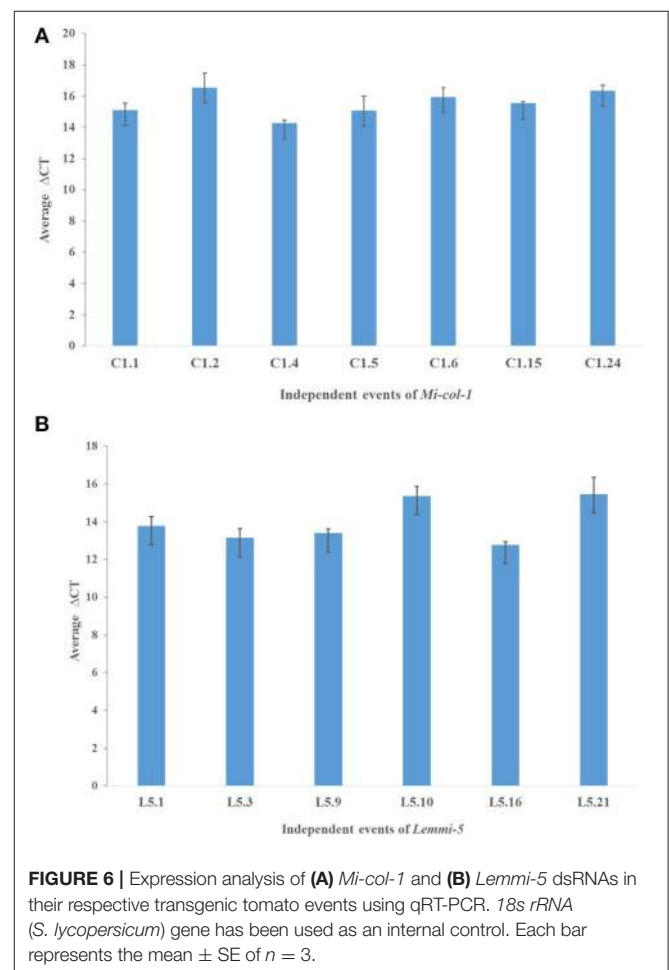 A
20
18
16
14
12
10
8
6
4
2
0
Average ΔCT
C1.1 C1.2 C1.4 C1.5 C1.6 C1.15 C1.24
Independent events of Mi-col-1
B
18
16
14
12
10
8
6
4
2
0
Average ΔCT
L5.1 L5.3 L5.9 L5.10 L5.16 L5.21
Independent events of Lemmi-5
FIGURE 6 | Expression analysis of (A) Mi-col-1 and (B) Lemmi-5 dsRNAs in
their respective transgenic tomato events using qRT-PCR. 18s rRNA
(S. lycopersicum) gene has been used as an internal control. Each bar
represents the mean ± SE of n = 3.